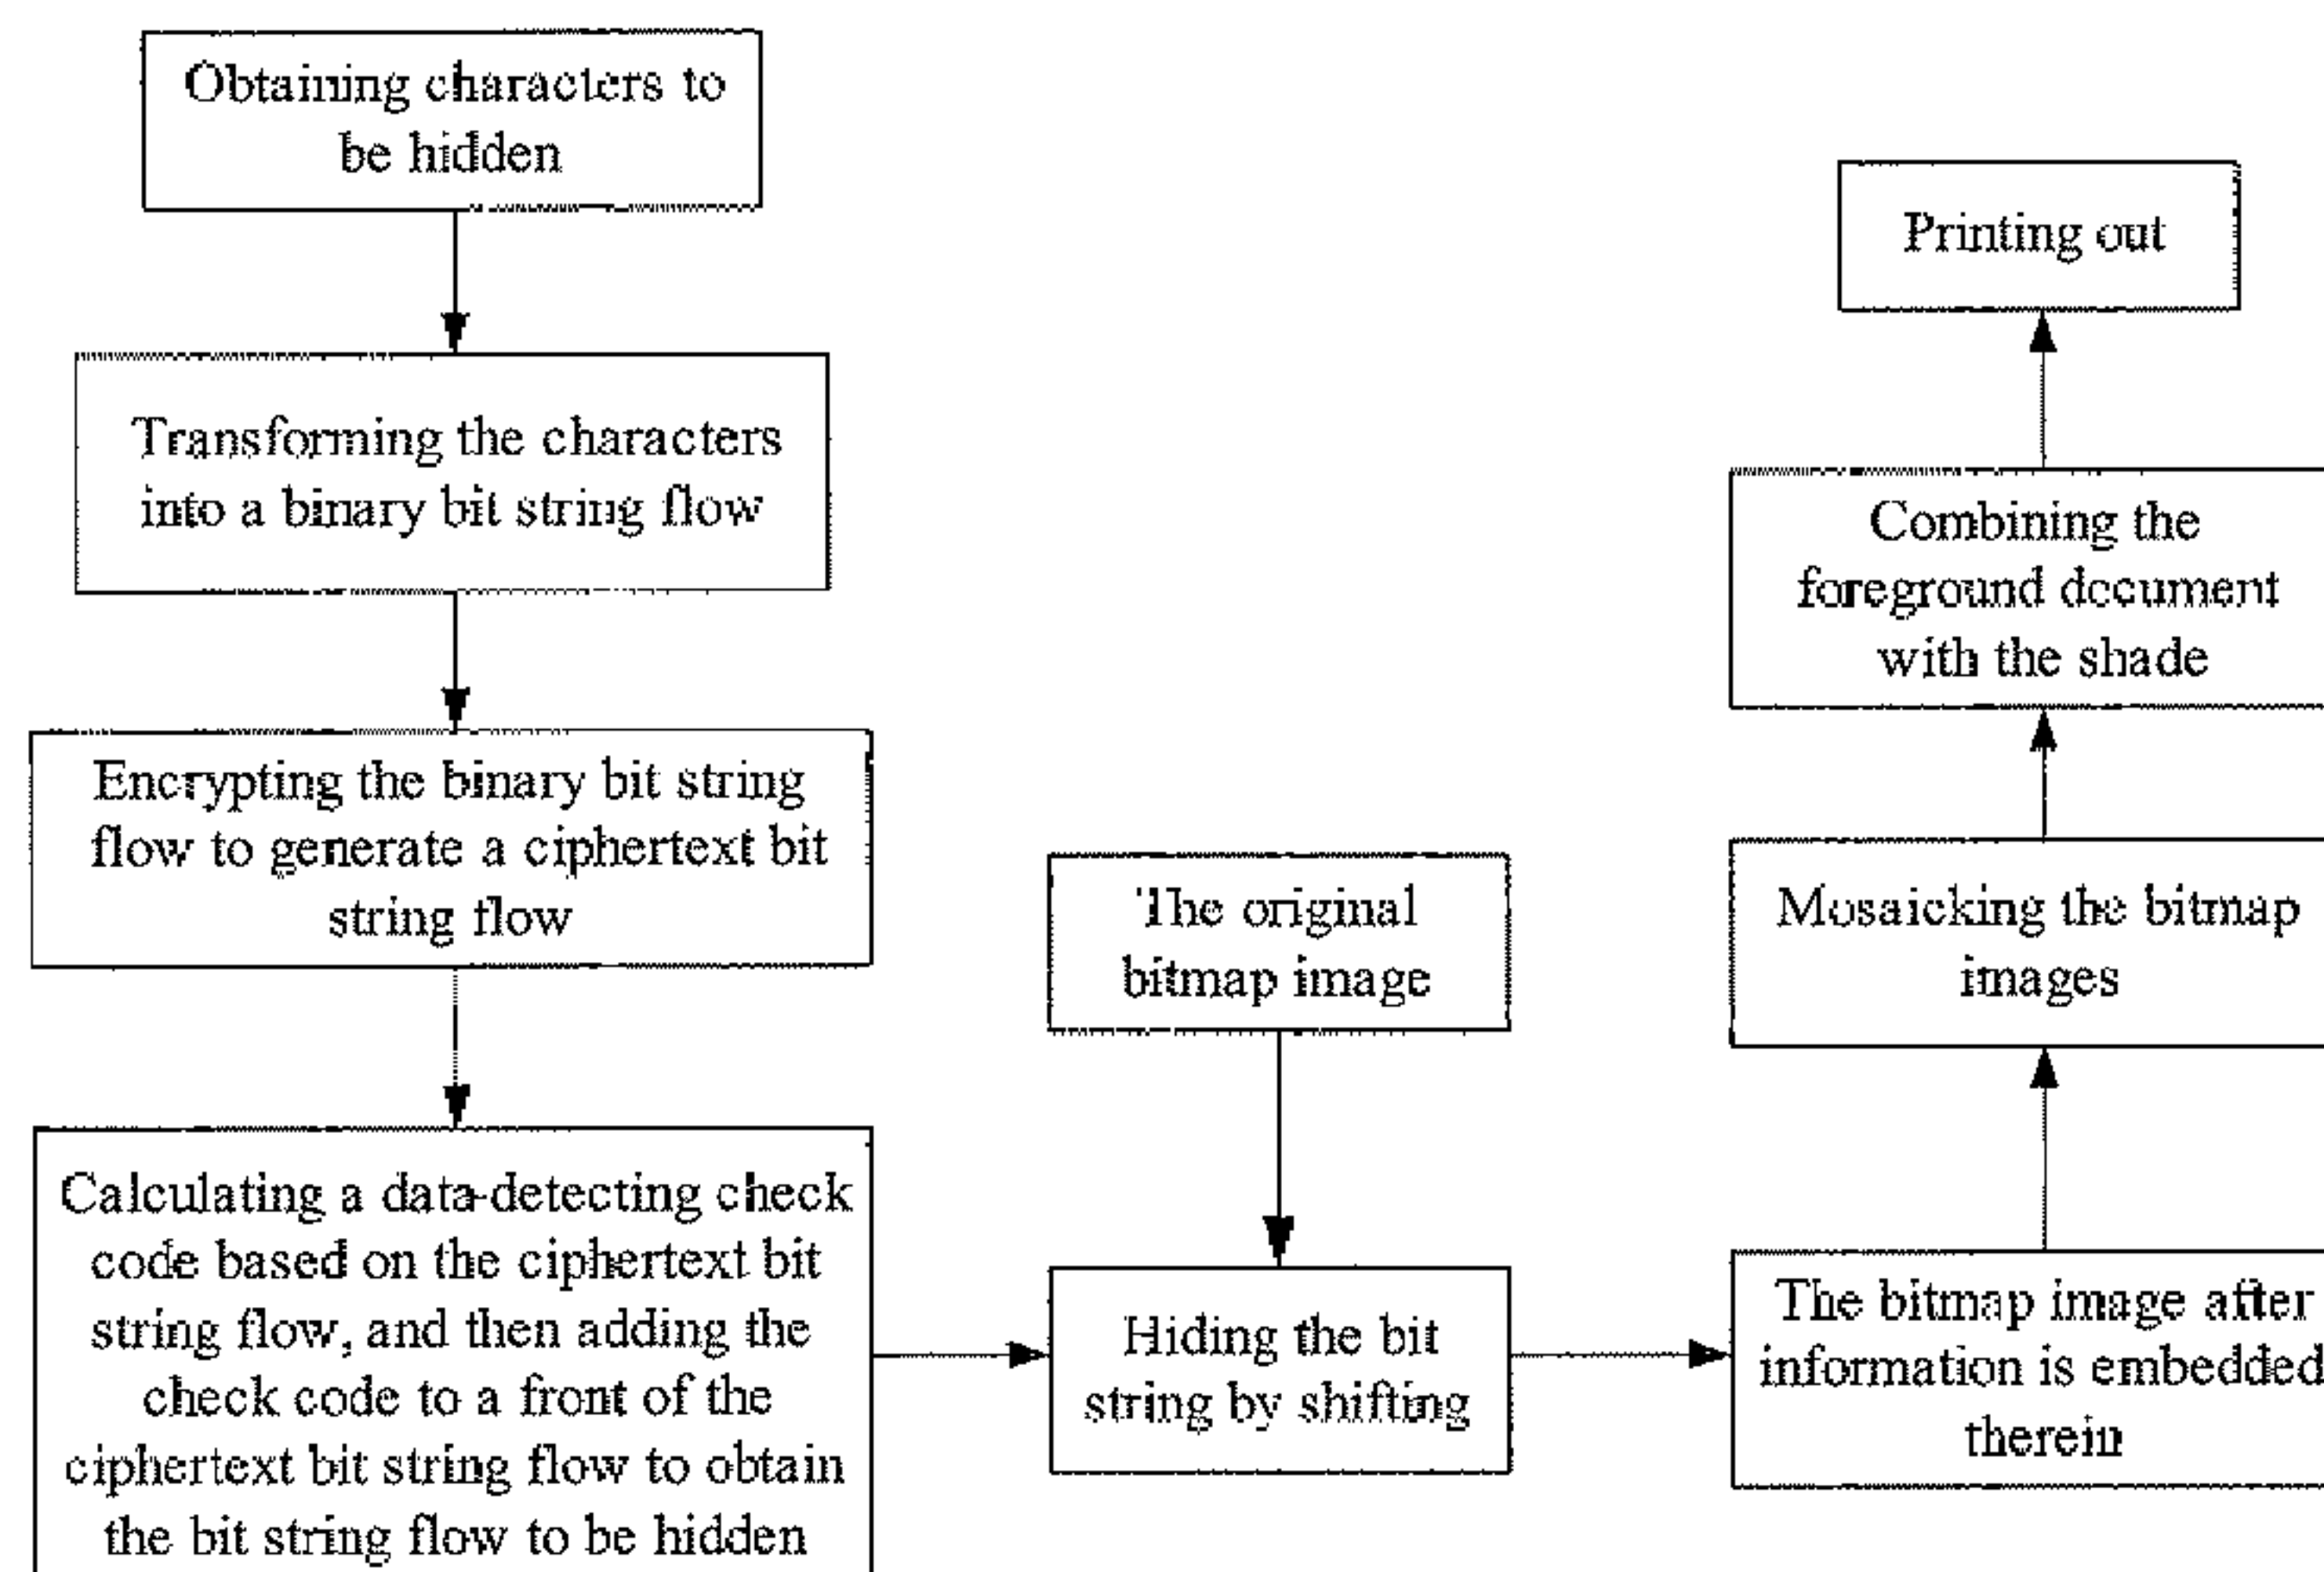 Obtaining characters to
be hidden
Transforming the characters
into a binary bit string flow
Encrypting the binary bit string
flow to generate a ciphertext bit
string flow
Calculating a data-detecting check
code based on the ciphertext bit
string flow, and then adding the
check code to a front of the
ciphertext bit string flow to obtain
the bit string flow to be hidden
The original
bitmap image
Hiding the bit
string by shifting
The bitmap image after
information is embedded
therein
Mosaicking the bitmap
images
Combining the
foreground document
with the shade
Printing out